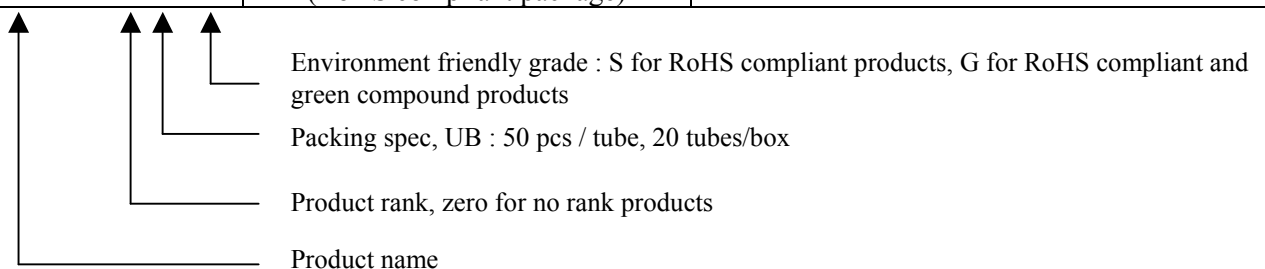 Environment friendly grade : S for RoHS compliant products, G for RoHS compliant and
green compound products
Packing spec, UB : 50 pcs / tube, 20 tubes/box
Product rank, zero for no rank products
Product name